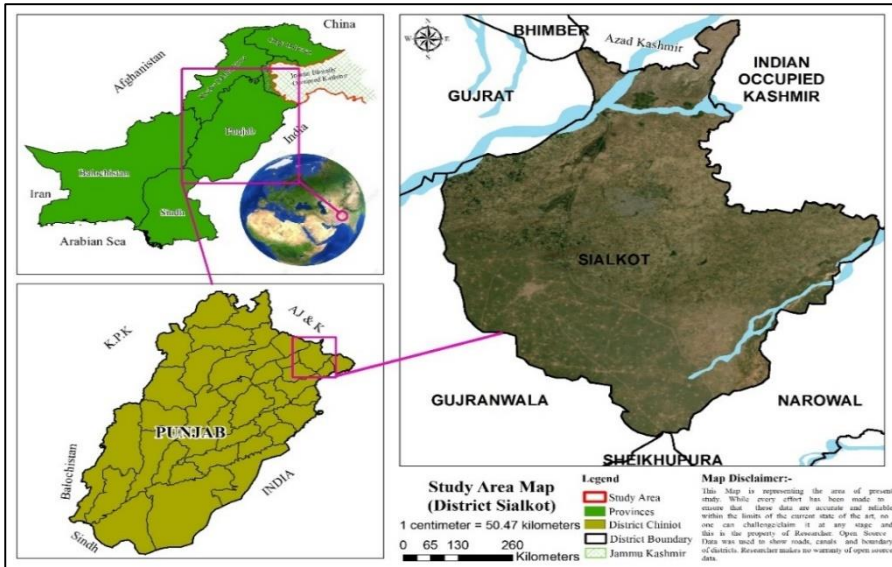 China
Afghanistan
Indian Illegally
Occupied Kashmir
Punjab
India
Balochistan
Iran
Sindh
Arabian Sea
AJ & K
K.P.K
PUNJAB
Balochistan
INDIA
Sindh
N
W
E
S
BHIMBER
Azad Kashmir
INDIAN
OCCUPIED
KASHMIR
GUJRAT
SIALKOT
GUJRANWALA
NAROWAL
SHEIKHUPURA
Study Area Map
(District Sialkot)
1 centimeter = 50.47 kilometers
0 65 130 260
Kilometers
Legend
Study Area
Provinces
District Chiniot
District Boundary
Jammu Kashmir
Map Disclaimer:-
This Map is representing the area of present
study. While every effort has been made to
ensure that these data are accurate and reliable
within the limits of the current state of the art, no
one can challenge/claim it at any stage and
this is the property of Researcher. Open Source
Data was used to show roads, canals and boundary
of districts. Researcher makes no warranty of open source
data.